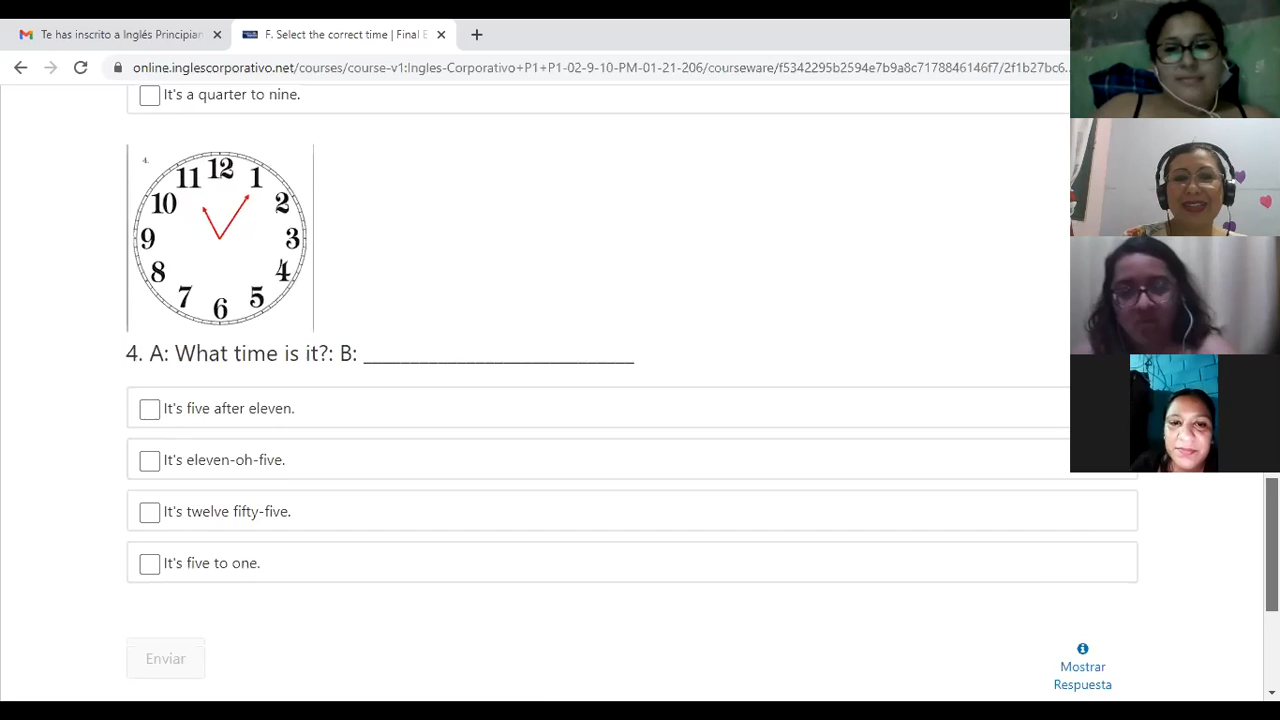 Te has inscrito a Inglés Principian
F. Select the correct time | Final E
online.inglescorporativo.net/courses/course-v1:Ingles-Corporativo+P1+P1-02-9-10-PM-01-21-206/courseware/f5342295b2594e7b9a8c7178846146f7/2f1b27bc6...
It's a quarter to nine.
4.
12
11 1
10 2
9 3
8 4
7 5
6
4. A: What time is it?: B: ___________________________
It's five after eleven.
It's eleven-oh-five.
It's twelve fifty-five.
It's five to one.
Enviar
Mostrar
Respuesta